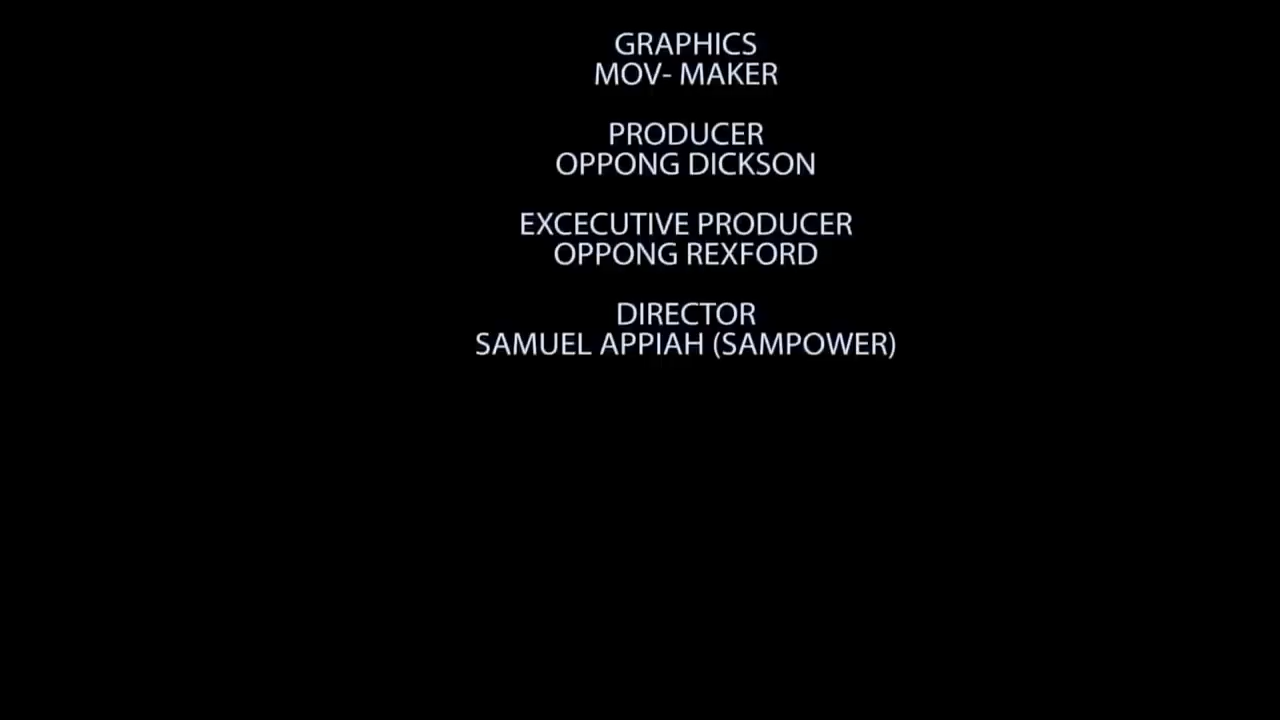 GRAPHICS
MOV- MAKER
PRODUCER
OPPONG DICKSON
EXCECUTIVE PRODUCER
OPPONG REXFORD
DIRECTOR
SAMUEL APPIAH (SAMPOWER)